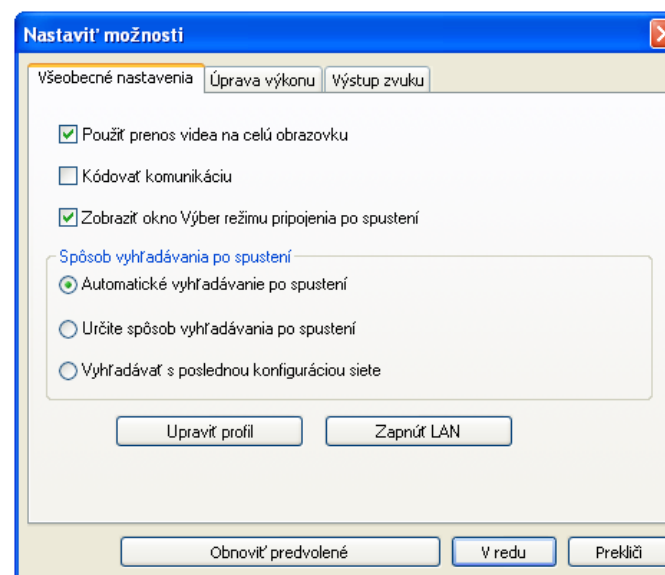 Nastaviť možnosti
Všeobecné nastavenia Úprava výkonu Výstup zvuku
Použiť prenos videa na celú obrazovku
Kódovať komunikáciu
Zobraziť okno Výber režimu pripojenia po spustení
Spôsob vyhľadávania po spustení
Automatické vyhľadávanie po spustení
Určite spôsob vyhľadávania po spustení
Vyhľadávať s poslednou konfiguráciou siete
Upraviť profil Zapnúť LAN
Obnoviť predvolené V redu Prekliči